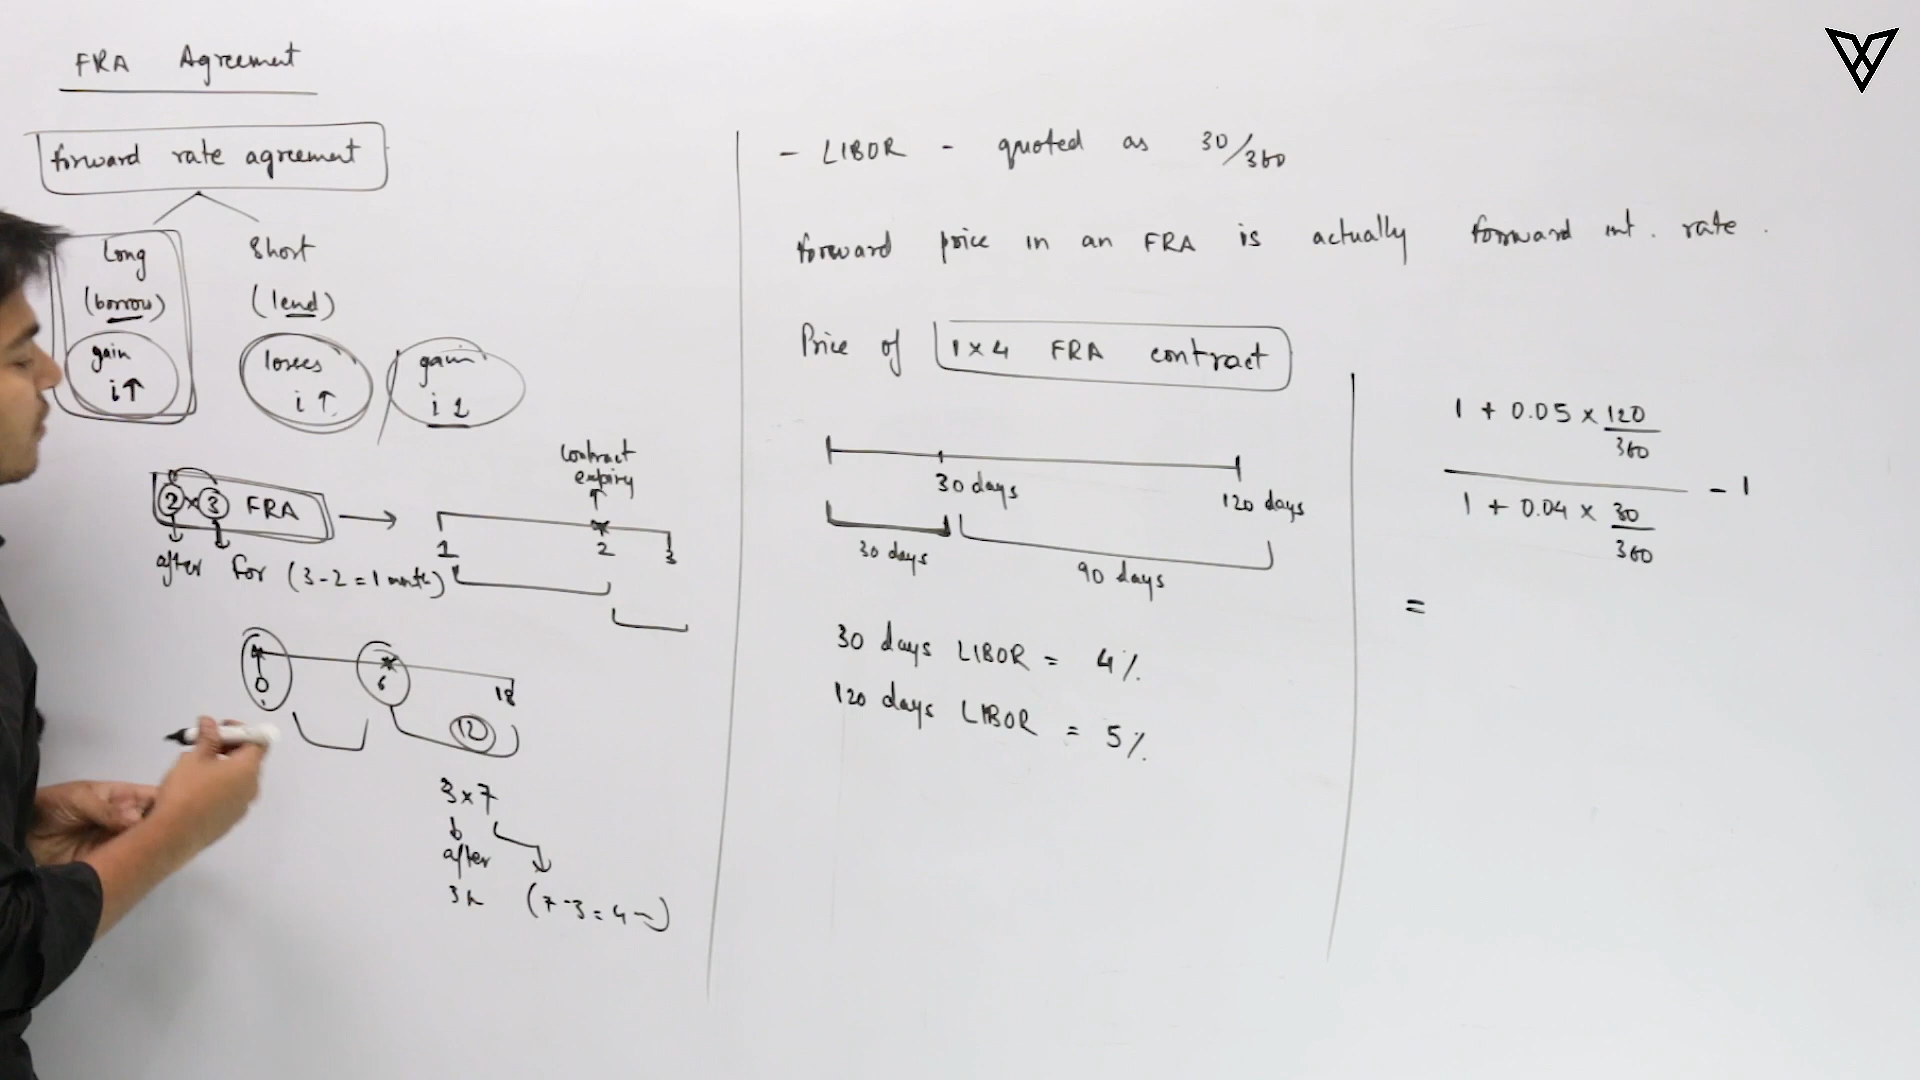 FRA Agreement
forward rate agreement
Long Short
(borrow) (lend)
gain losses gain
i↑ i↑ i↓
contract
expiry
2×3 FRA →
1 2 3
after for (3-2=1 month)
0 6 18
12
3×7
after
(7-3=4
- LIBOR - quoted as 30/360
forward price in an FRA is actually forward int. rate.
Price of 1×4 FRA contract
30 days 120 days
30 days 90 days
30 days LIBOR = 4%
120 days LIBOR = 5%
1 + 0.05 × 120
360
- 1
1 + 0.04 × 30
360
=